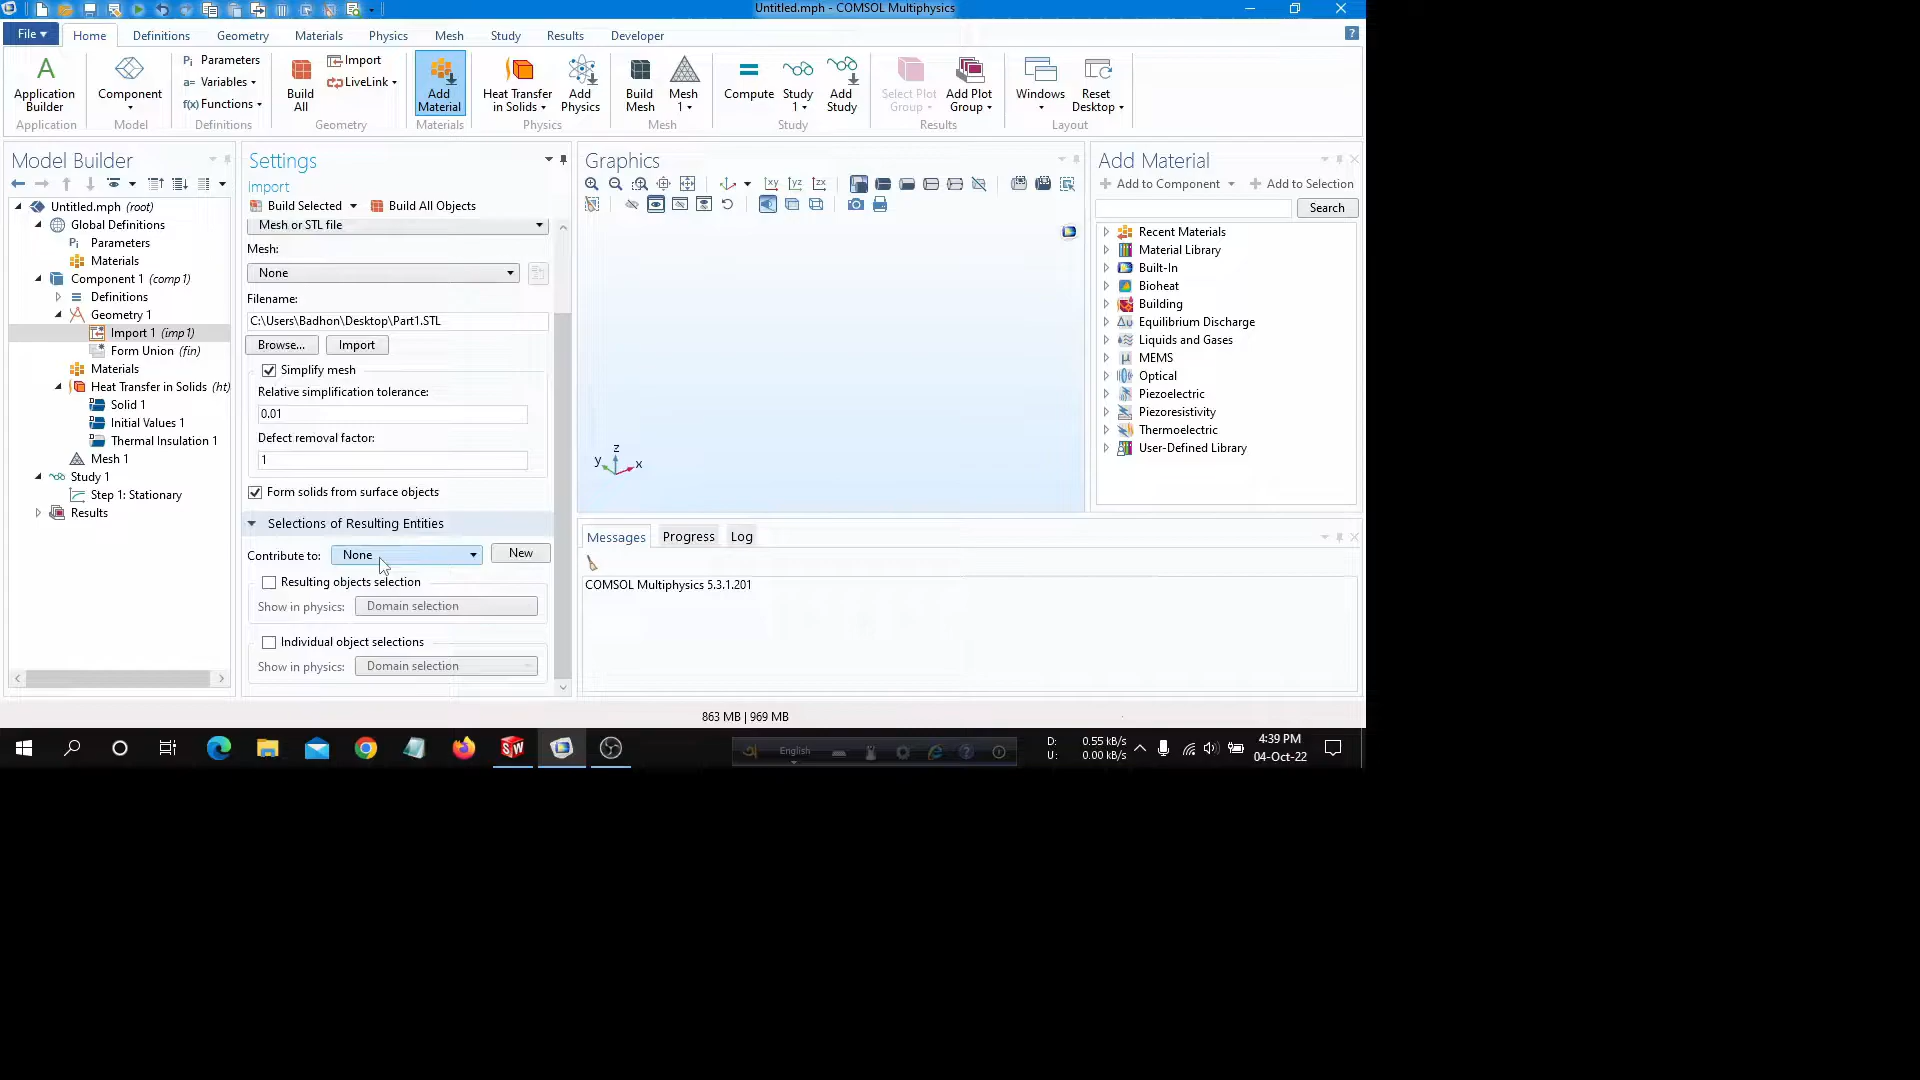 Untitled.mph - COMSOL Multiphysics
File Home Definitions Geometry Materials Physics Mesh Study Results Developer
Application Builder
Application
Component
Model
Pi Parameters
a= Variables
f(x) Functions
Definitions
Build All
Import
LiveLink
Geometry
Add Material
Materials
Heat Transfer in Solids
Add Physics
Physics
Build Mesh
Mesh 1
Mesh
Compute
Study 1
Add Study
Study
Select Plot Group
Add Plot Group
Results
Windows
Reset Desktop
Layout
Model Builder
Untitled.mph (root)
Global Definitions
Pi Parameters
Materials
Component 1 (comp1)
Definitions
Geometry 1
Import 1 (imp1)
Form Union (fin)
Materials
Heat Transfer in Solids (ht)
Solid 1
Initial Values 1
Thermal Insulation 1
Mesh 1
Study 1
Step 1: Stationary
Results
Settings
Import
Build Selected Build All Objects
Mesh or STL file
Mesh:
None
Filename:
C:\Users\Badhon\Desktop\Part1.STL
Browse... Import
Simplify mesh
Relative simplification tolerance:
0.01
Defect removal factor:
1
Form solids from surface objects
Selections of Resulting Entities
Contribute to: None New
Resulting objects selection
Show in physics: Domain selection
Individual object selections
Show in physics: Domain selection
Graphics
xy yz zx
z
y x
Messages Progress Log
COMSOL Multiphysics 5.3.1.201
Add Material
Add to Component Add to Selection
Search
Recent Materials
Material Library
Built-In
Bioheat
Building
Equilibrium Discharge
Liquids and Gases
MEMS
Optical
Piezoelectric
Piezoresistivity
Thermoelectric
User-Defined Library
863 MB | 969 MB
English
D: 0.55 kB/s
U: 0.00 kB/s
4:39 PM
04-Oct-22